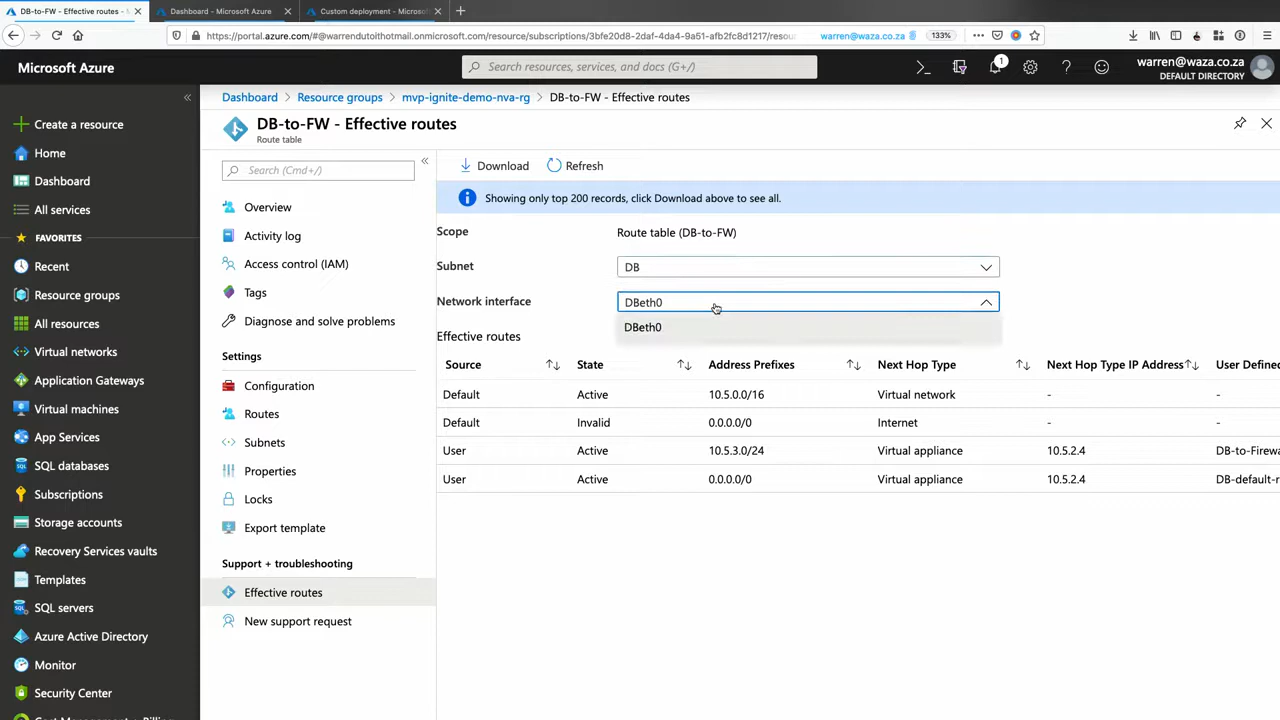 DB-to-FW - Effective routes - M
Dashboard - Microsoft Azure
Custom deployment - Microsoft
https://portal.azure.com/#@warrendutoithotmail.onmicrosoft.com/resource/subscriptions/3bfe20d8-2daf-4da4-9a51-afb2fc8d1217/resou
warren@waza.co.za
133%
Microsoft Azure
Search resources, services, and docs (G+/)
1
warren@waza.co.za
DEFAULT DIRECTORY
Create a resource
Home
Dashboard
All services
FAVORITES
Recent
Resource groups
All resources
Virtual networks
Application Gateways
Virtual machines
App Services
SQL databases
Subscriptions
Storage accounts
Recovery Services vaults
Templates
SQL servers
Azure Active Directory
Monitor
Security Center
Dashboard > Resource groups > mvp-ignite-demo-nva-rg > DB-to-FW - Effective routes
DB-to-FW - Effective routes
Route table
Search (Cmd+/)
Overview
Activity log
Access control (IAM)
Tags
Diagnose and solve problems
Settings
Configuration
Routes
Subnets
Properties
Locks
Export template
Support + troubleshooting
Effective routes
New support request
Download Refresh
Showing only top 200 records, click Download above to see all.
Scope Route table (DB-to-FW)
Subnet DB
Network interface DBeth0
DBeth0
Effective routes
Source State Address Prefixes Next Hop Type Next Hop Type IP Address User Define
Default Active 10.5.0.0/16 Virtual network - -
Default Invalid 0.0.0.0/0 Internet - -
User Active 10.5.3.0/24 Virtual appliance 10.5.2.4 DB-to-Firewa
User Active 0.0.0.0/0 Virtual appliance 10.5.2.4 DB-default-r